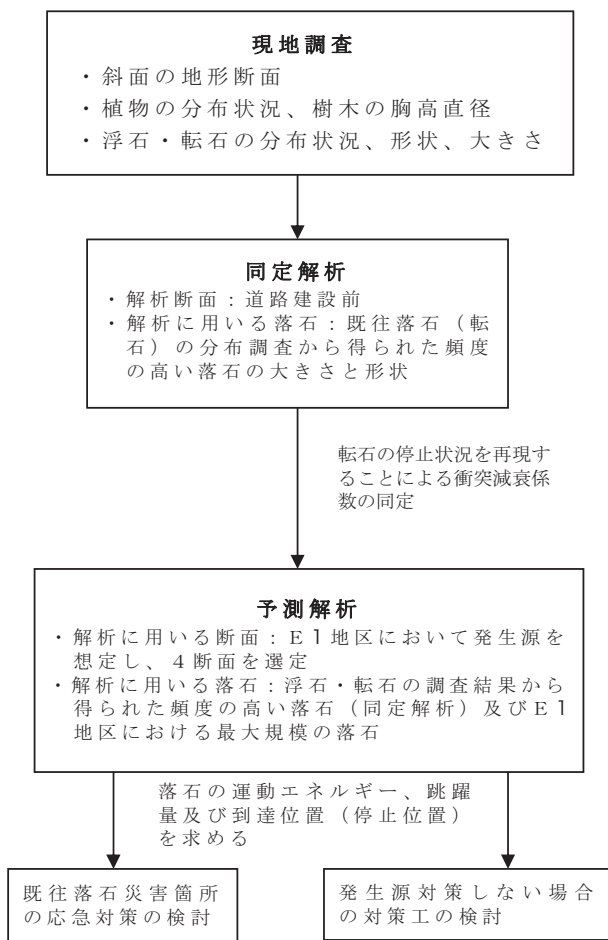 現地調査
・斜面の地形断面
・植物の分布状況、樹木の胸高直径
・浮石・転石の分布状況、形状、大きさ
同定解析
・解析断面：道路建設前
・解析に用いる落石：既往落石（転
石）の分布調査から得られた頻度
の高い落石の大きさと形状
転石の停止状況を再現す
ることによる衝突減衰係
数の同定
予測解析
・解析に用いる断面：E1地区において発生源を
想定し、4断面を選定
・解析に用いる落石：浮石・転石の調査結果から
得られた頻度の高い落石（同定解析）及びE1
地区における最大規模の落石
落石の運動エネルギー、跳躍
量及び到達位置（停止位置）
を求める
既往落石災害箇所
の応急対策の検討
発生源対策しない場合
の対策工の検討